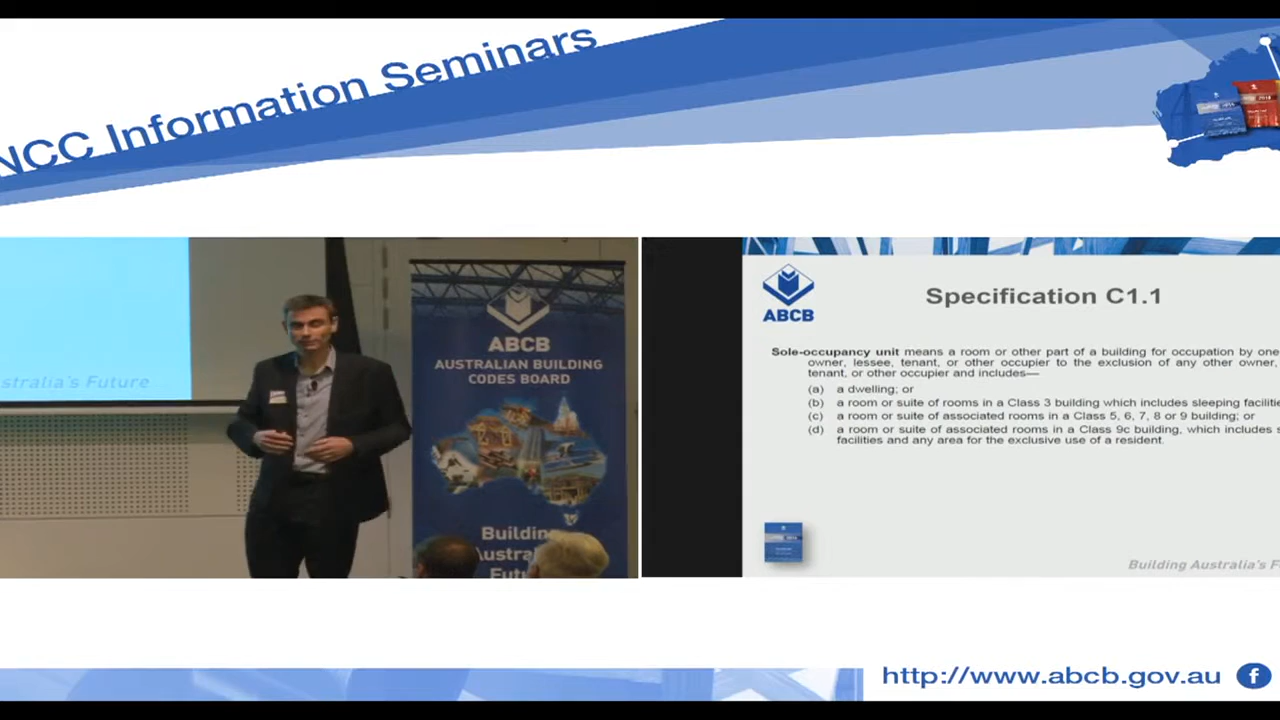 NCC Information Seminars
stralia's Future
ABCB
AUSTRALIAN BUILDING
CODES BOARD
Building
Austra
Futu
ABCB
Specification C1.1
Sole-occupancy unit means a room or other part of a building for occupation by one
owner, lessee, tenant, or other occupier to the exclusion of any other owner,
tenant, or other occupier and includes—
(a) a dwelling; or
(b) a room or suite of rooms in a Class 3 building which includes sleeping facilitie
(c) a room or suite of associated rooms in a Class 5, 6, 7, 8 or 9 building; or
(d) a room or suite of associated rooms in a Class 9c building, which includes s
facilities and any area for the exclusive use of a resident.
Building Australia's F
http://www.abcb.gov.au
f